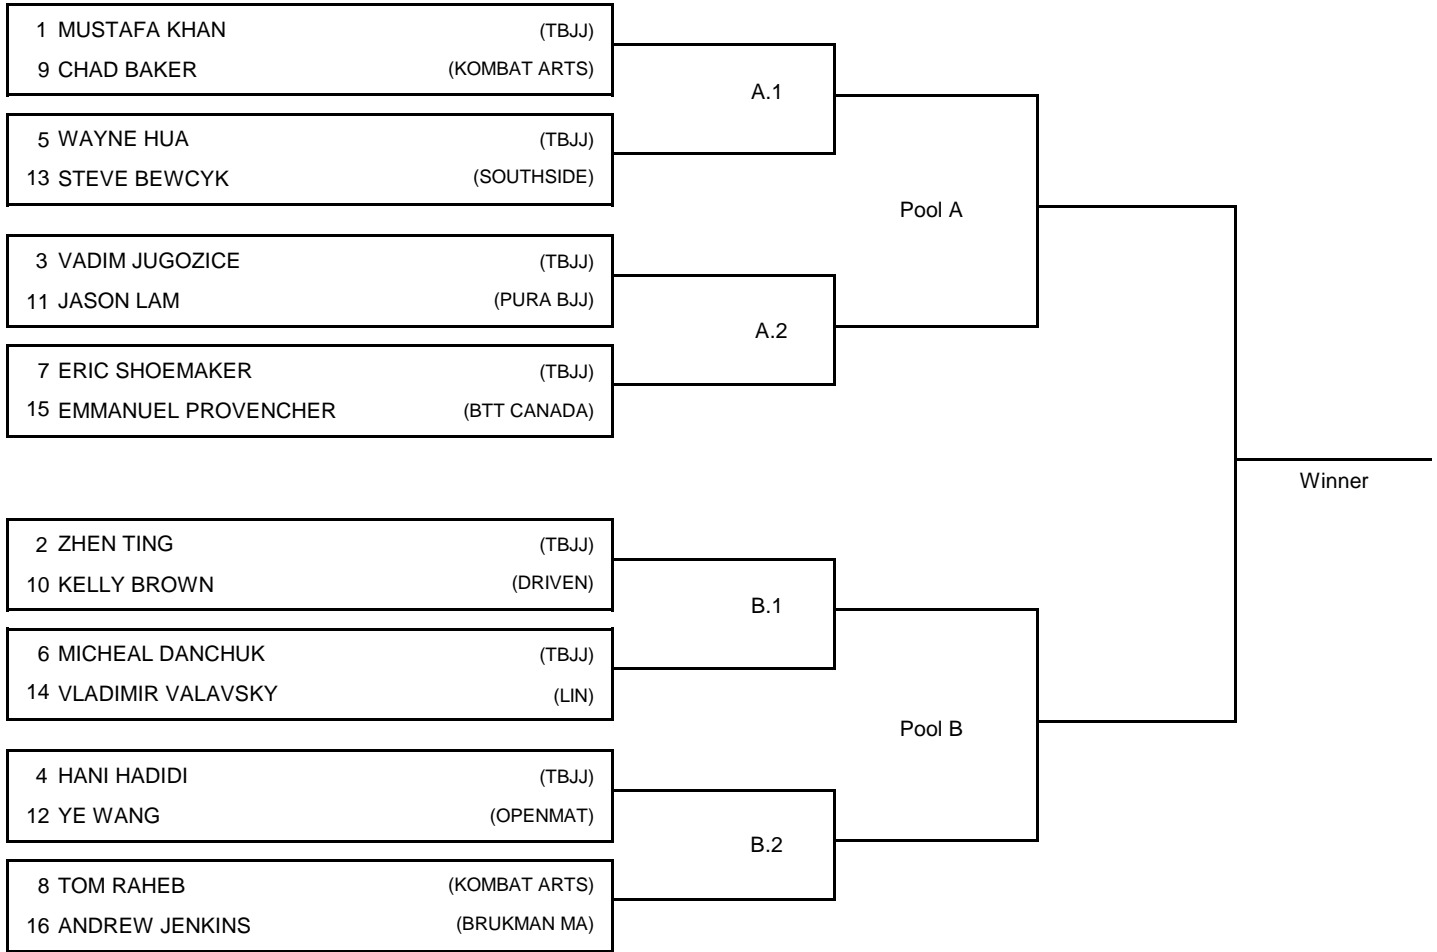 1 MUSTAFA KHAN (TBJJ)
9 CHAD BAKER (KOMBAT ARTS)
A.1
5 WAYNE HUA (TBJJ)
13 STEVE BEWCYK (SOUTHSIDE)
Pool A
3 VADIM JUGOZICE (TBJJ)
11 JASON LAM (PURA BJJ)
A.2
7 ERIC SHOEMAKER (TBJJ)
15 EMMANUEL PROVENCHER (BTT CANADA)
Winner
2 ZHEN TING (TBJJ)
10 KELLY BROWN (DRIVEN)
B.1
6 MICHEAL DANCHUK (TBJJ)
14 VLADIMIR VALAVSKY (LIN)
Pool B
4 HANI HADIDI (TBJJ)
12 YE WANG (OPENMAT)
B.2
8 TOM RAHEB (KOMBAT ARTS)
16 ANDREW JENKINS (BRUKMAN MA)